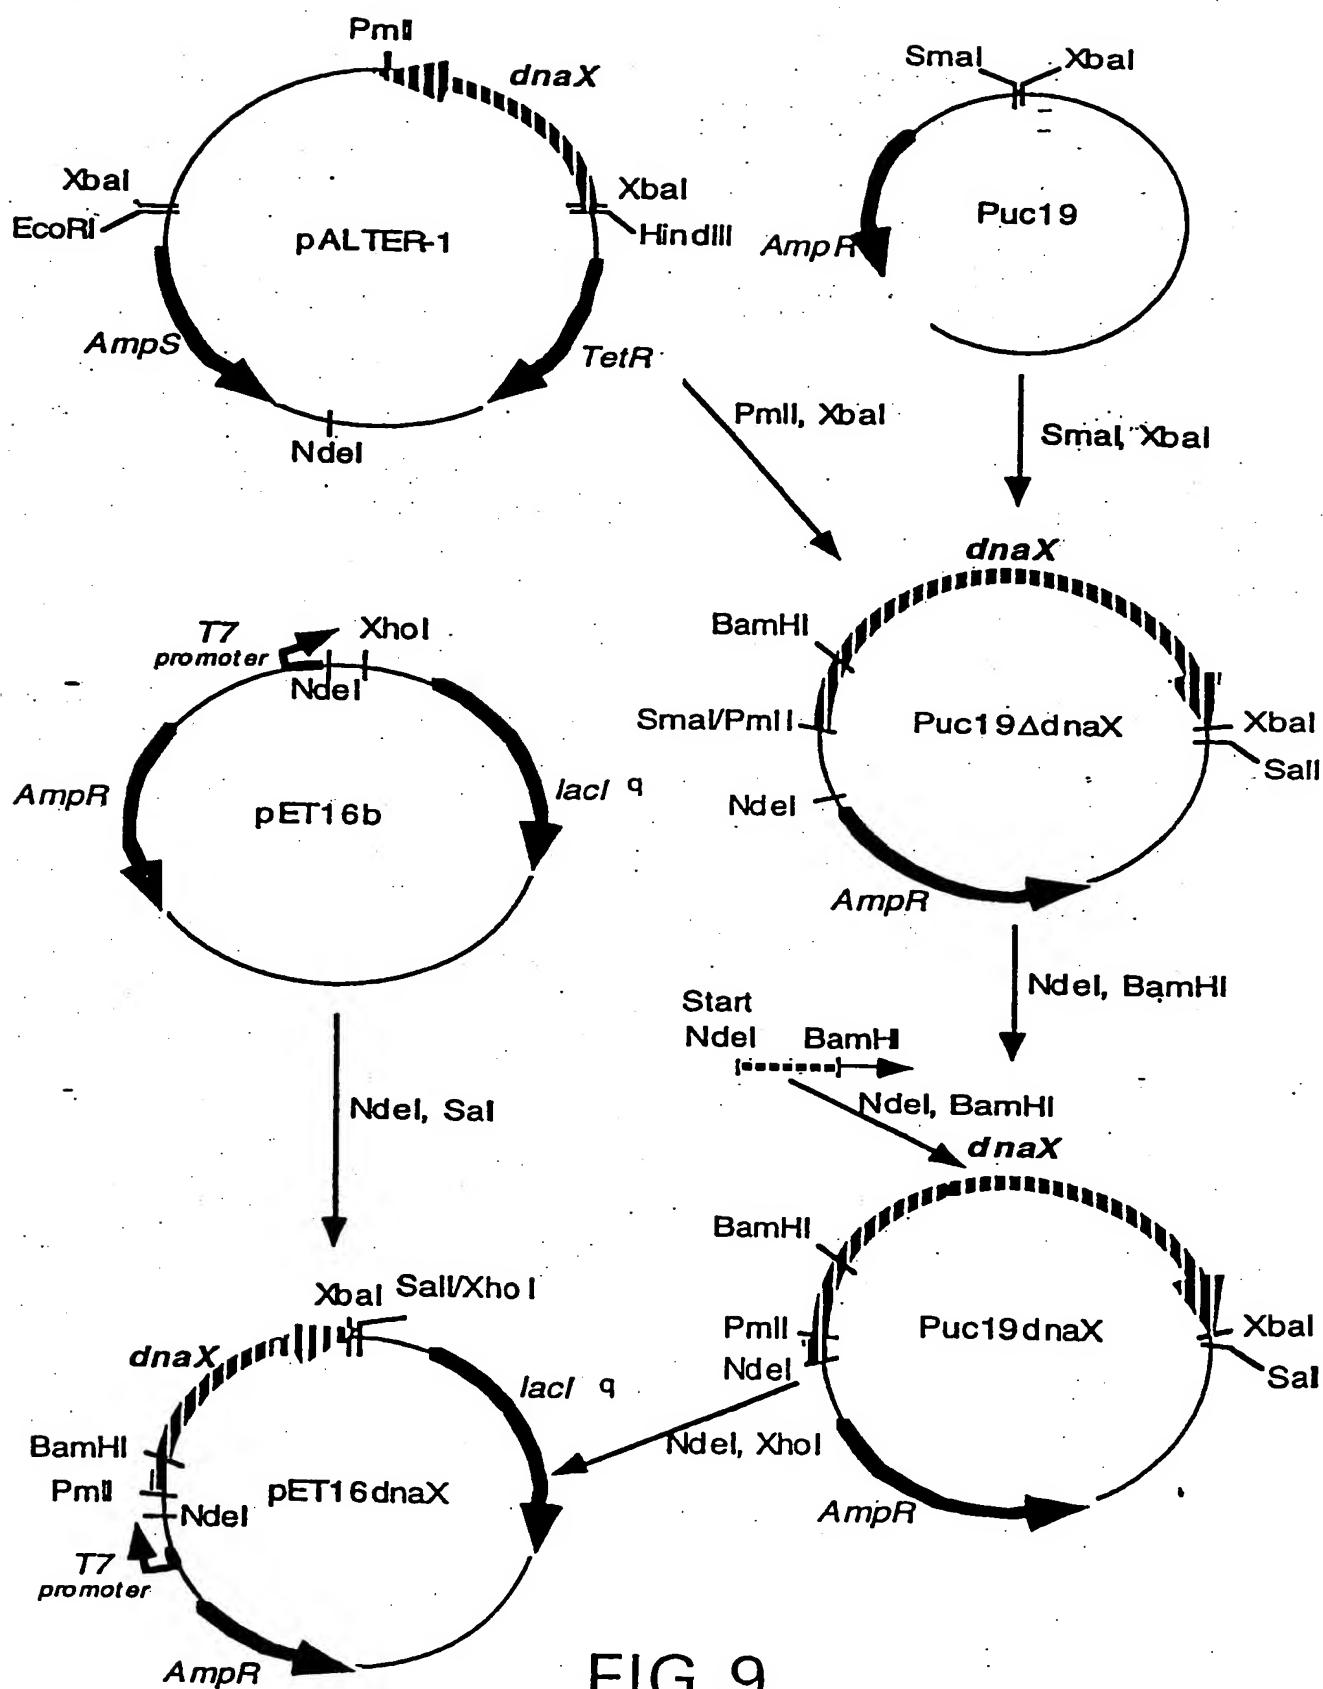 PmlI
dnaX
XbaI
EcoRI
pALTER-1
XbaI
HindIII
AmpS
TetR
NdeI
SmaI
XbaI
Puc19
AmpR
PmlI, XbaI
SmaI, XbaI
dnaX
BamHI
SmaI/PmlI
Puc19ΔdnaX
XbaI
SalI
NdeI
AmpR
T7
promoter
XhoI
NdeI
AmpR
pET16b
lacI q
NdeI, BamHI
Start
NdeI
BamHI
NdeI, BamHI
NdeI, SaI
dnaX
BamHI
PmlI
NdeI
Puc19dnaX
XbaI
SaI
AmpR
NdeI, XhoI
XbaI
SalI/XhoI
dnaX
lacI q
BamHI
PmlI
NdeI
pET16dnaX
T7
promoter
AmpR
FIG. 9